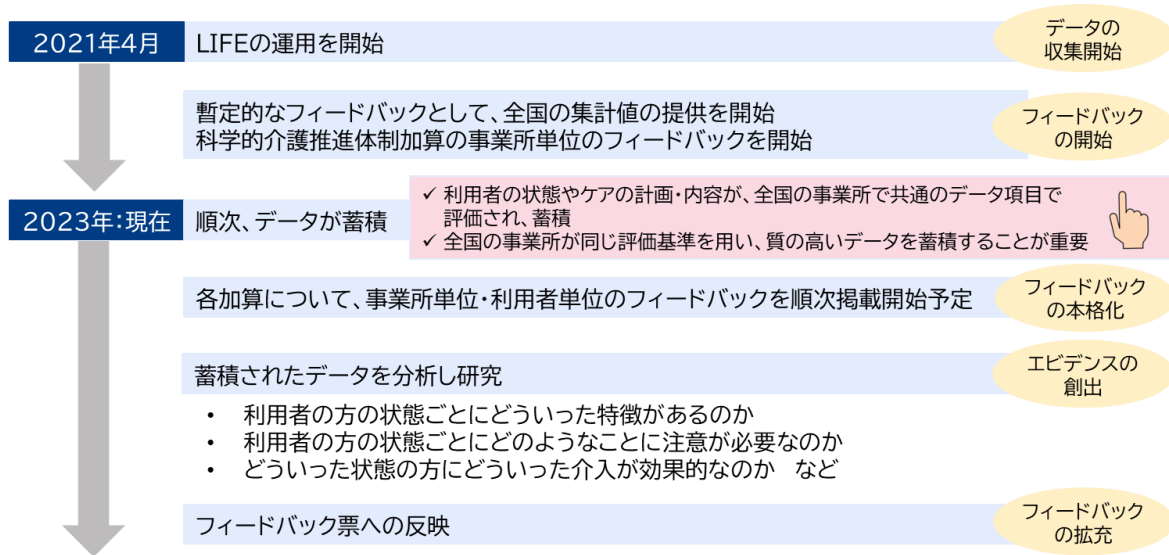 2021年4月
LIFEの運用を開始
データの
収集開始
暫定的なフィードバックとして、全国の集計値の提供を開始
科学的介護推進体制加算の事業所単位のフィードバックを開始
フィードバック
の開始
2023年：現在
順次、データが蓄積
✓ 利用者の状態やケアの計画・内容が、全国の事業所で共通のデータ項目で
評価され、蓄積
✓ 全国の事業所が同じ評価基準を用い、質の高いデータを蓄積することが重要
各加算について、事業所単位・利用者単位のフィードバックを順次掲載開始予定
フィードバック
の本格化
蓄積されたデータを分析し研究
エビデンスの
創出
• 利用者の方の状態ごとにどういった特徴があるのか
• 利用者の方の状態ごとにどのようなことに注意が必要なのか
• どういった状態の方にどういった介入が効果的なのか　など
フィードバック票への反映
フィードバック
の拡充